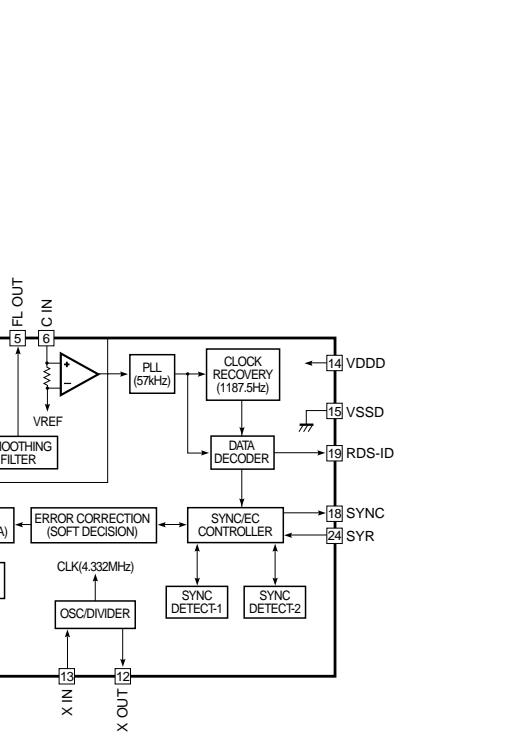 FL OUT
C IN
5
6
+
−
VREF
PLL
(57kHz)
CLOCK
RECOVERY
(1187.5Hz)
14 VDDD
15 VSSD
OOTHING
FILTER
DATA
DECODER
19 RDS-ID
A)
ERROR CORRECTION
(SOFT DECISION)
SYNC/EC
CONTROLLER
18 SYNC
24 SYR
CLK(4.332MHz)
OSC/DIVIDER
SYNC
DETECT-1
SYNC
DETECT-2
13
12
X IN
X OUT